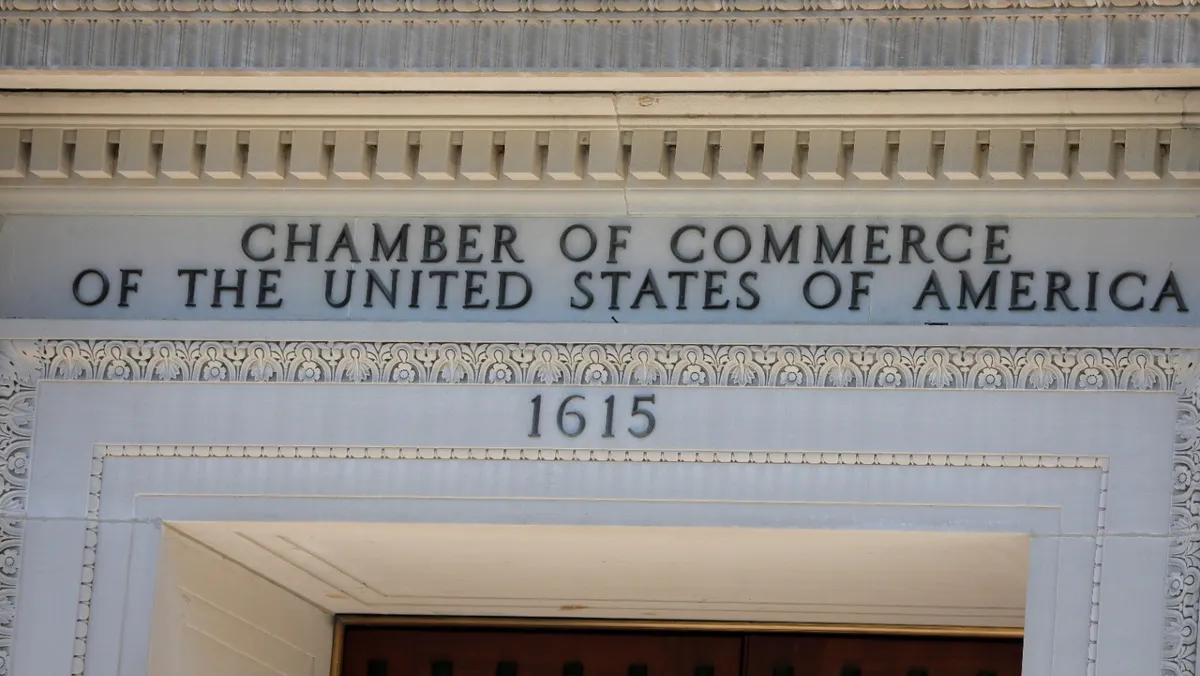 CHAMBER OF COMMERCE
OF THE UNITED STATES OF AMERICA
1615